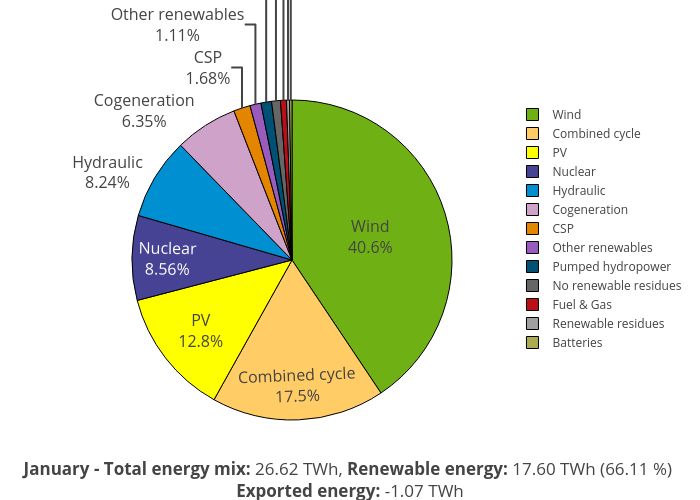 Other renewables
1.11%
CSP
1.68%
Cogeneration
6.35%
Hydraulic
8.24%
Nuclear
8.56%
PV
12.8%
Combined cycle
17.5%
Wind
40.6%
Wind
Combined cycle
PV
Nuclear
Hydraulic
Cogeneration
CSP
Other renewables
Pumped hydropower
No renewable residues
Fuel & Gas
Renewable residues
Batteries
January - Total energy mix: 26.62 TWh, Renewable energy: 17.60 TWh (66.11 %)
Exported energy: -1.07 TWh